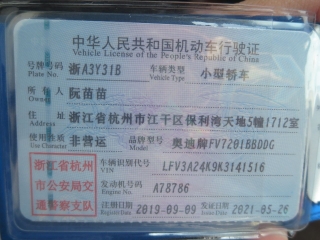 中华人民共和国机动车行驶证
Vehicle License of the People's Republic of China
号牌号码 浙A3Y31B 车辆类型 小型轿车
Plate No. Vehicle Type
所有人 阮苗苗
Owner
住址 浙江省杭州市江干区保利湾天地5幢1712室
Address
使用性质 非营运 品牌型号 奥迪牌FV7201BBDDG
Use Character Model
浙江省杭州市公安局交通警察支队
车辆识别代号 LFV3A24K9K3141516
VIN
发动机号码 A78786
Engine No.
注册日期 2019-09-09 发证日期 2021-05-26
Register Date Issue Date